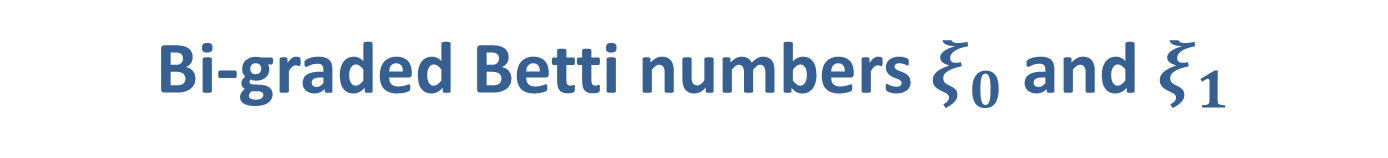 Bi-graded Betti numbers ξ₀ and ξ₁